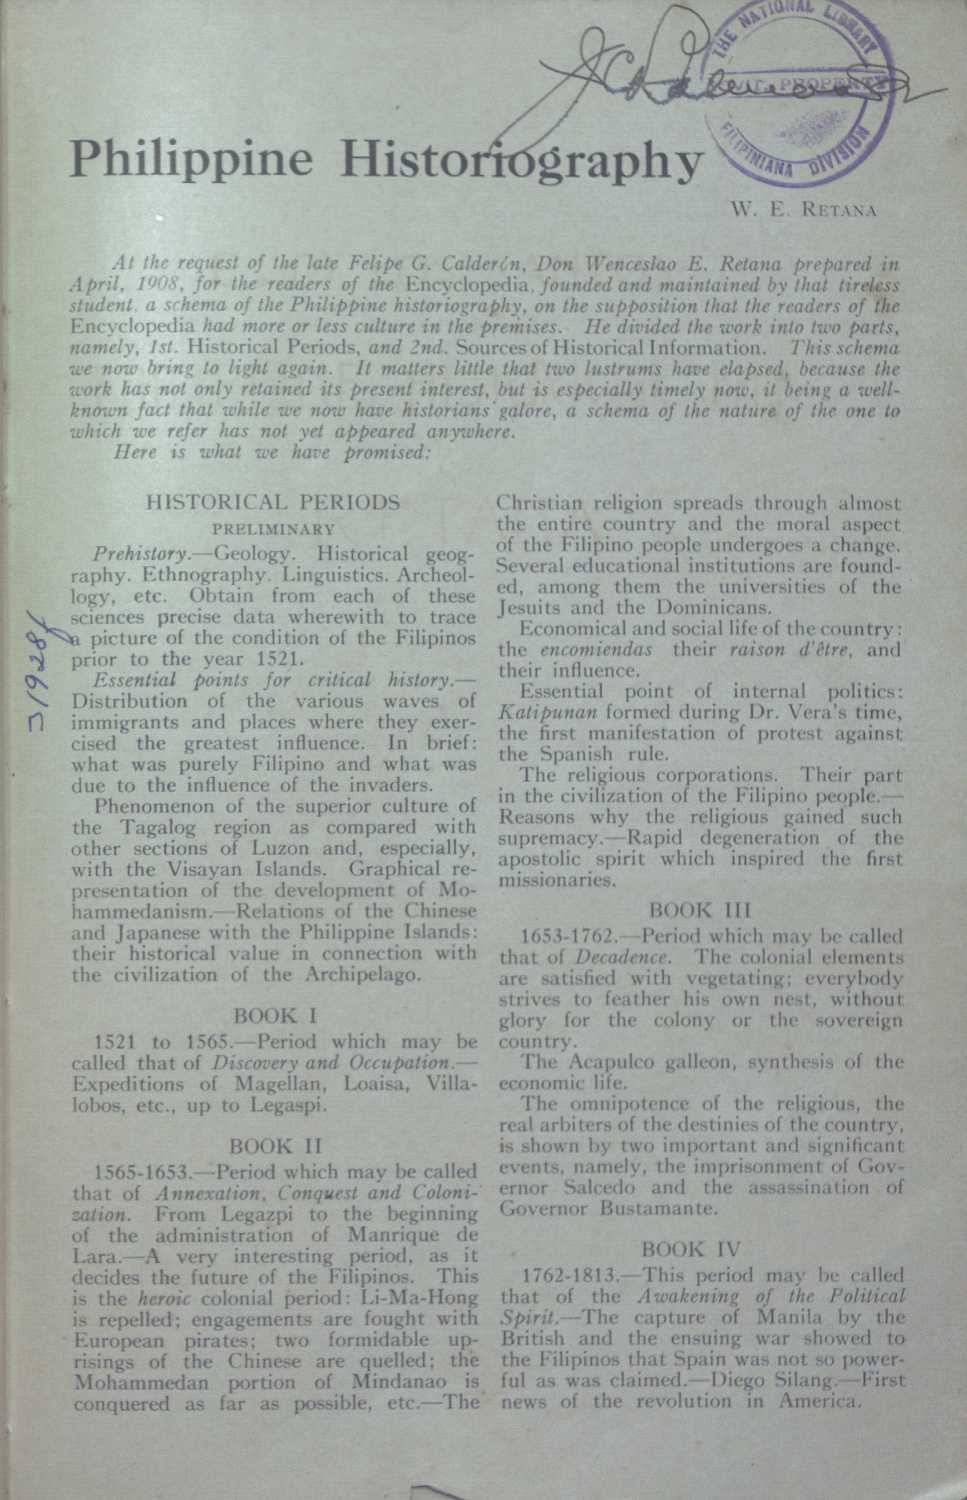 THE NATIONAL LIBRARY
PROPERTY
FILIPINIANA DIVISION
Philippine Historiography
W. E. RETANA
At the request of the late Felipe G. Calderón, Don Wenceslao E. Retana prepared in
April, 1908, for the readers of the Encyclopedia, founded and maintained by that tireless
student, a schema of the Philippine historiography, on the supposition that the readers of the
Encyclopedia had more or less culture in the premises. He divided the work into two parts,
namely, 1st. Historical Periods, and 2nd. Sources of Historical Information. This schema
we now bring to light again. It matters little that two lustrums have elapsed, because the
work has not only retained its present interest, but is especially timely now, it being a well-
known fact that while we now have historians galore, a schema of the nature of the one to
which we refer has not yet appeared anywhere.
Here is what we have promised:
HISTORICAL PERIODS
PRELIMINARY
Prehistory.—Geology. Historical geog-
raphy. Ethnography. Linguistics. Archeol-
logy, etc. Obtain from each of these
sciences precise data wherewith to trace
a picture of the condition of the Filipinos
prior to the year 1521.
Essential points for critical history.—
Distribution of the various waves of
immigrants and places where they exer-
cised the greatest influence. In brief:
what was purely Filipino and what was
due to the influence of the invaders.
Phenomenon of the superior culture of
the Tagalog region as compared with
other sections of Luzon and, especially,
with the Visayan Islands. Graphical re-
presentation of the development of Mo-
hammedanism.—Relations of the Chinese
and Japanese with the Philippine Islands:
their historical value in connection with
the civilization of the Archipelago.
BOOK I
1521 to 1565.—Period which may be
called that of Discovery and Occupation.—
Expeditions of Magellan, Loaisa, Villa-
lobos, etc., up to Legaspi.
BOOK II
1565-1653.—Period which may be called
that of Annexation, Conquest and Coloni-
zation. From Legazpi to the beginning
of the administration of Manrique de
Lara.—A very interesting period, as it
decides the future of the Filipinos. This
is the heroic colonial period: Li-Ma-Hong
is repelled; engagements are fought with
European pirates; two formidable up-
risings of the Chinese are quelled; the
Mohammedan portion of Mindanao is
conquered as far as possible, etc.—The
Christian religion spreads through almost
the entire country and the moral aspect
of the Filipino people undergoes a change.
Several educational institutions are found-
ed, among them the universities of the
Jesuits and the Dominicans.
Economical and social life of the country:
the encomiendas their raison d'être, and
their influence.
Essential point of internal politics:
Katipunan formed during Dr. Vera's time,
the first manifestation of protest against
the Spanish rule.
The religious corporations. Their part
in the civilization of the Filipino people.—
Reasons why the religious gained such
supremacy.—Rapid degeneration of the
apostolic spirit which inspired the first
missionaries.
BOOK III
1653-1762.—Period which may be called
that of Decadence. The colonial elements
are satisfied with vegetating; everybody
strives to feather his own nest, without
glory for the colony or the sovereign
country.
The Acapulco galleon, synthesis of the
economic life.
The omnipotence of the religious, the
real arbiters of the destinies of the country,
is shown by two important and significant
events, namely, the imprisonment of Gov-
ernor Salcedo and the assassination of
Governor Bustamante.
BOOK IV
1762-1813.—This period may be called
that of the Awakening of the Political
Spirit.—The capture of Manila by the
British and the ensuing war showed to
the Filipinos that Spain was not so power-
ful as was claimed.—Diego Silang.—First
news of the revolution in America.